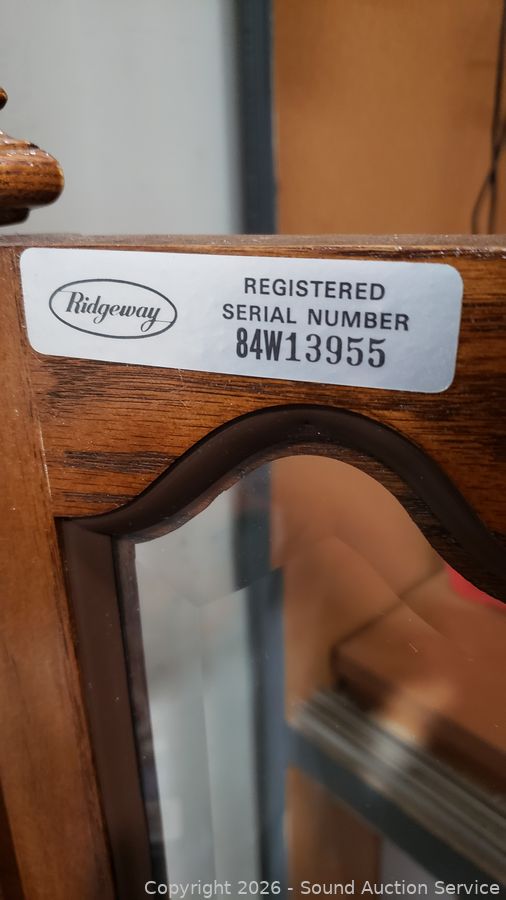 Ridgeway
REGISTERED
SERIAL NUMBER
84W13955
Copyright ©2026 - Sound Auction Service